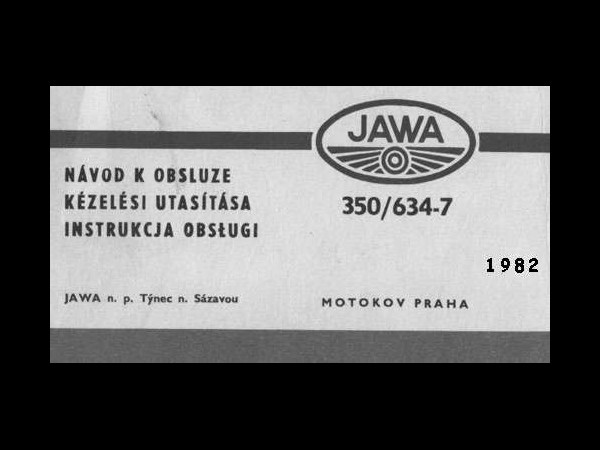 JAWA
NÁVOD K OBSLUZE
KÉZELÉSI UTASÍTÁSA
INSTRUKCJA OBSŁUGI
350/634-7
1982
JAWA n. p. Týnec n. Sázavou
MOTOKOV PRAHA